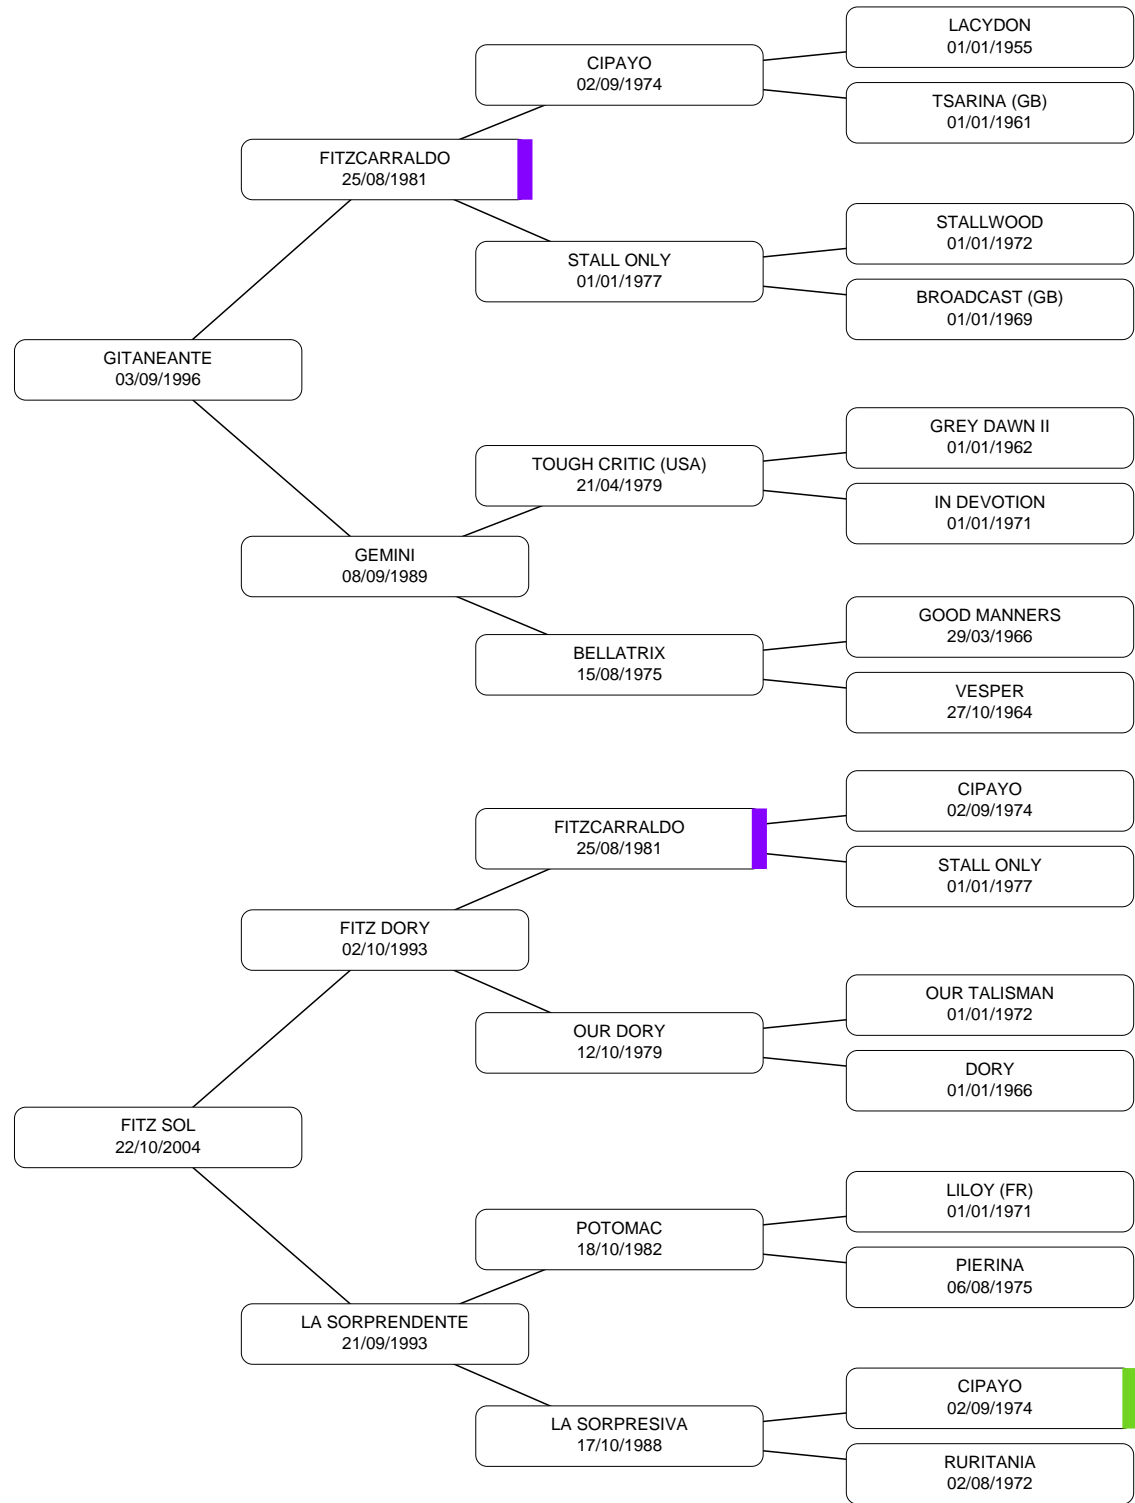 LACYDON
01/01/1955
CIPAYO
02/09/1974
TSARINA (GB)
01/01/1961
FITZCARRALDO
25/08/1981
STALLWOOD
01/01/1972
STALL ONLY
01/01/1977
BROADCAST (GB)
01/01/1969
GITANEANTE
03/09/1996
GREY DAWN II
01/01/1962
TOUGH CRITIC (USA)
21/04/1979
IN DEVOTION
01/01/1971
GEMINI
08/09/1989
GOOD MANNERS
29/03/1966
BELLATRIX
15/08/1975
VESPER
27/10/1964
CIPAYO
02/09/1974
FITZCARRALDO
25/08/1981
STALL ONLY
01/01/1977
FITZ DORY
02/10/1993
OUR TALISMAN
01/01/1972
OUR DORY
12/10/1979
DORY
01/01/1966
FITZ SOL
22/10/2004
LILOY (FR)
01/01/1971
POTOMAC
18/10/1982
PIERINA
06/08/1975
LA SORPRENDENTE
21/09/1993
CIPAYO
02/09/1974
LA SORPRESIVA
17/10/1988
RURITANIA
02/08/1972